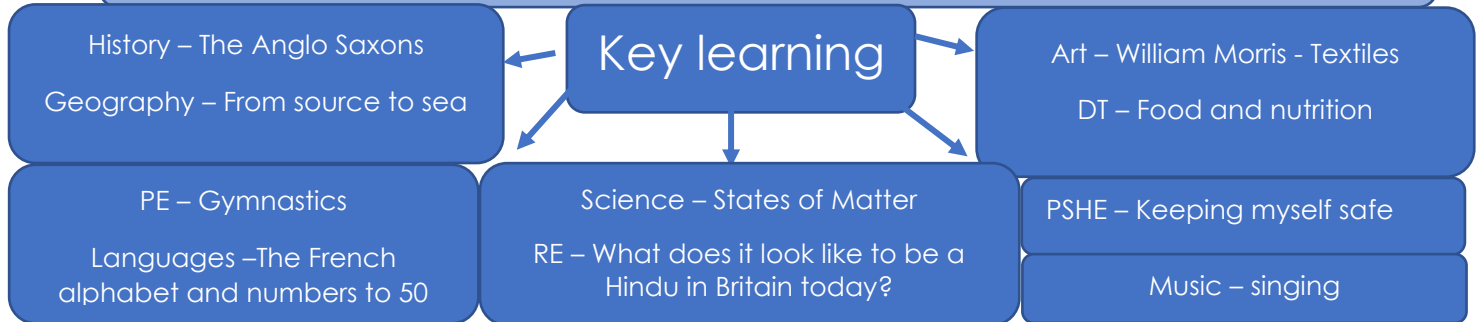 Key learning
History – The Anglo Saxons
Geography – From source to sea
Art – William Morris - Textiles
DT – Food and nutrition
PE – Gymnastics
Languages –The French
alphabet and numbers to 50
Science – States of Matter
RE – What does it look like to be a
Hindu in Britain today?
PSHE – Keeping myself safe
Music – singing